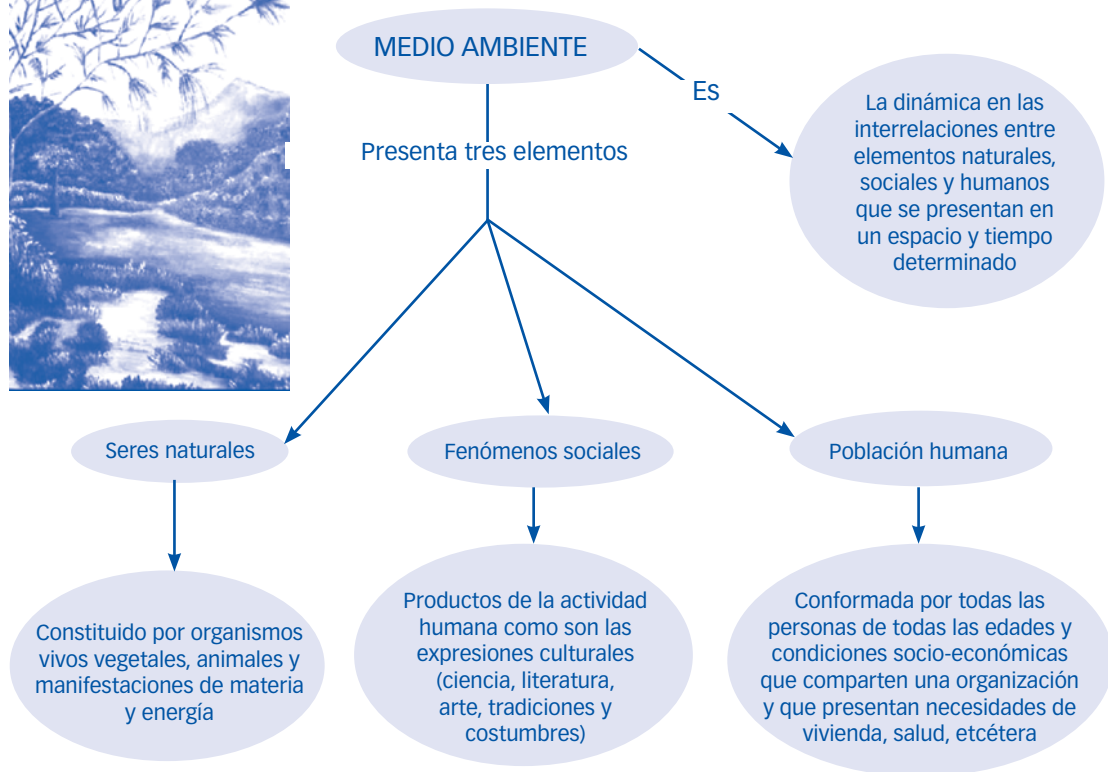 MEDIO AMBIENTE
Es
La dinámica en las
interrelaciones entre
elementos naturales,
sociales y humanos
que se presentan en
un espacio y tiempo
determinado
Presenta tres elementos
Seres naturales
Fenómenos sociales
Población humana
Constituido por organismos
vivos vegetales, animales y
manifestaciones de materia
y energía
Productos de la actividad
humana como son las
expresiones culturales
(ciencia, literatura,
arte, tradiciones y
costumbres)
Conformada por todas las
personas de todas las edades y
condiciones socio-económicas
que comparten una organización
y que presentan necesidades de
vivienda, salud, etcétera